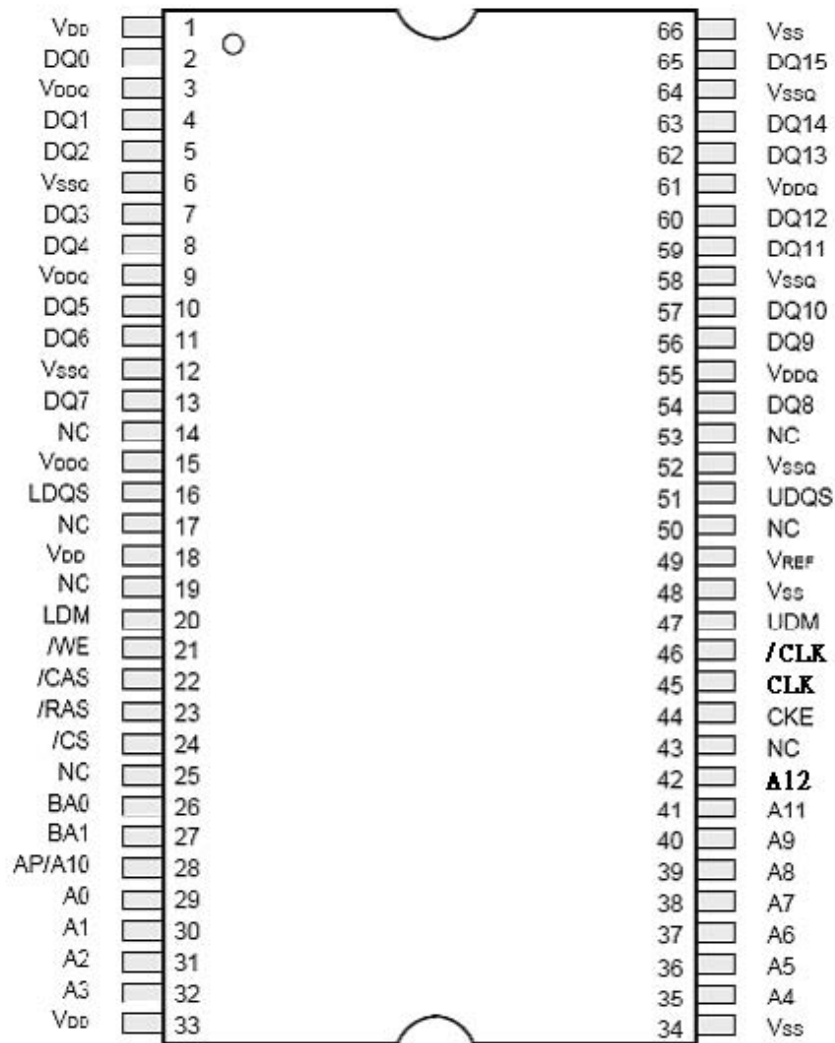 VDD 1 66 VSS
DQ0 2 65 DQ15
VDDQ 3 64 VSSQ
DQ1 4 63 DQ14
DQ2 5 62 DQ13
VSSQ 6 61 VDDQ
DQ3 7 60 DQ12
DQ4 8 59 DQ11
VDDQ 9 58 VSSQ
DQ5 10 57 DQ10
DQ6 11 56 DQ9
VSSQ 12 55 VDDQ
DQ7 13 54 DQ8
NC 14 53 NC
VDDQ 15 52 VSSQ
LDQS 16 51 UDQS
NC 17 50 NC
VDD 18 49 VREF
NC 19 48 VSS
LDM 20 47 UDM
/WE 21 46 /CLK
/CAS 22 45 CLK
/RAS 23 44 CKE
/CS 24 43 NC
NC 25 42 A12
BA0 26 41 A11
BA1 27 40 A9
AP/A10 28 39 A8
A0 29 38 A7
A1 30 37 A6
A2 31 36 A5
A3 32 35 A4
VDD 33 34 VSS